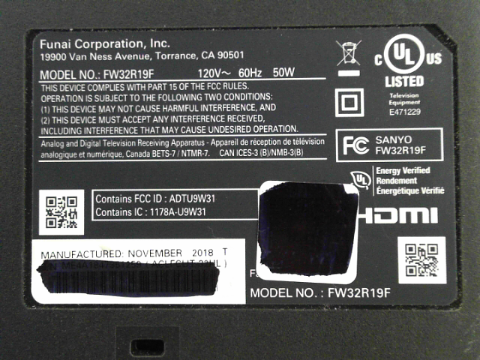 Funai Corporation, Inc.
19900 Van Ness Avenue, Torrance, CA 90501
MODEL NO.: FW32R19F 120V~ 60Hz 50W
THIS DEVICE COMPLIES WITH PART 15 OF THE FCC RULES.
OPERATION IS SUBJECT TO THE FOLLOWING TWO CONDITIONS:
(1) THIS DEVICE MAY NOT CAUSE HARMFUL INTERFERENCE, AND
(2) THIS DEVICE MUST ACCEPT ANY INTERFERENCE RECEIVED,
INCLUDING INTERFERENCE THAT MAY CAUSE UNDESIRED OPERATION.
Analog and Digital Television Receiving Apparatus - Appareil de réception de télévision
analogique et numérique, Canada BETS-7 / NTMR-7. CAN ICES-3 (B)/NMB-3(B)
C UL US
LISTED
Television
Equipment
E471229
FC SANYO
FW32R19F
UL Energy Verified
Rendement
Énergétique Vérifié
Contains FCC ID : ADTU9W31
Contains IC : 1178A-U9W31
HDMI
MANUFACTURED: NOVEMBER 2018 T
MODEL NO. : FW32R19F